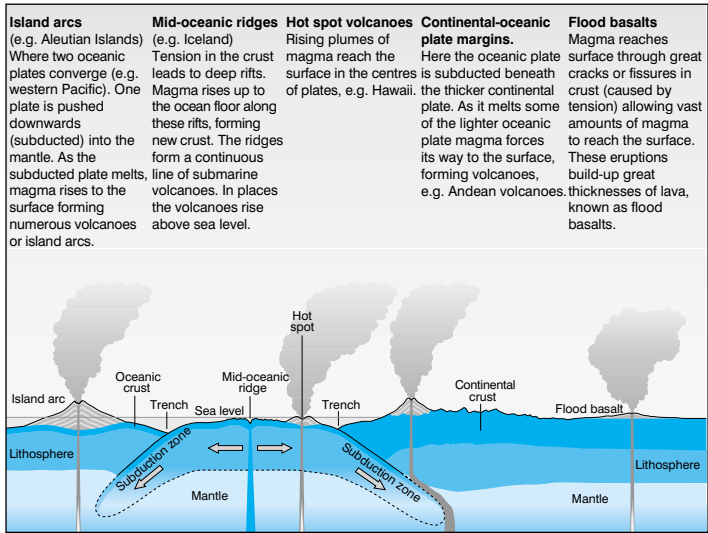 Island arcs
(e.g. Aleutian Islands)
Where two oceanic
plates converge (e.g.
western Pacific). One
plate is pushed
downwards
(subducted) into the
mantle. As the
subducted plate melts,
magma rises to the
surface forming
numerous volcanoes
or island arcs.
Mid-oceanic ridges
(e.g. Iceland)
Tension in the crust
leads to deep rifts.
Magma rises up to
the ocean floor along
these rifts, forming
new crust. The ridges
form a continuous
line of submarine
volcanoes. In places
the volcanoes rise
above sea level.
Hot spot volcanoes
Rising plumes of
magma reach the
surface in the centres
of plates, e.g. Hawaii.
Continental-oceanic
plate margins.
Here the oceanic plate
is subducted beneath
the thicker continental
plate. As it melts some
of the lighter oceanic
plate magma forces
its way to the surface,
forming volcanoes,
e.g. Andean volcanoes.
Flood basalts
Magma reaches
surface through great
cracks or fissures in
crust (caused by
tension) allowing vast
amounts of magma
to reach the surface.
These eruptions
build-up great
thicknesses of lava,
known as flood
basalts.
Hot
spot
Island arc
Oceanic
crust
Trench
Sea level
Mid-oceanic
ridge
Trench
Continental
crust
Flood basalt
Lithosphere
Subduction zone
Subduction zone
Lithosphere
Mantle
Mantle